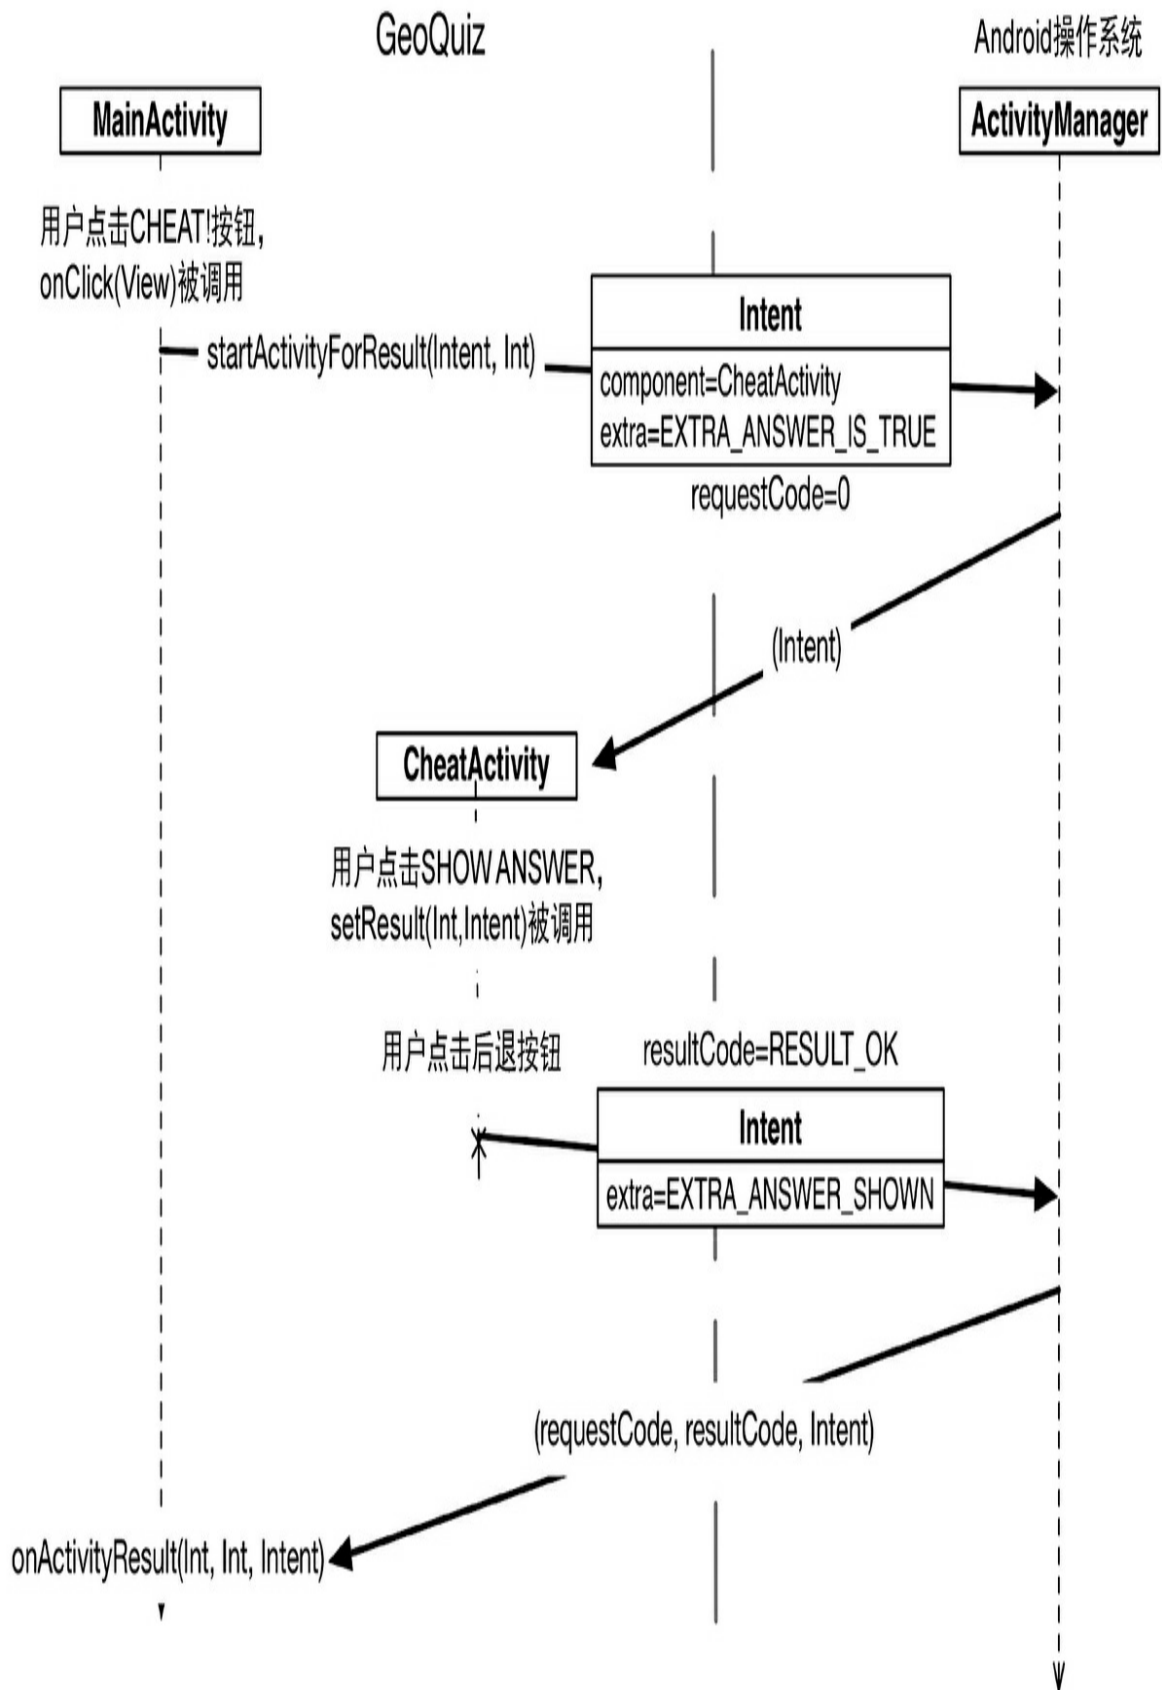 GeoQuiz
Android操作系统
MainActivity
ActivityManager
用户点击CHEAT!按钮，
onClick(View)被调用
startActivityForResult(Intent, Int)
Intent
component=CheatActivity
extra=EXTRA_ANSWER_IS_TRUE
requestCode=0
(Intent)
CheatActivity
用户点击SHOW ANSWER，
setResult(Int,Intent)被调用
用户点击后退按钮
resultCode=RESULT_OK
Intent
extra=EXTRA_ANSWER_SHOWN
(requestCode, resultCode, Intent)
onActivityResult(Int, Int, Intent)